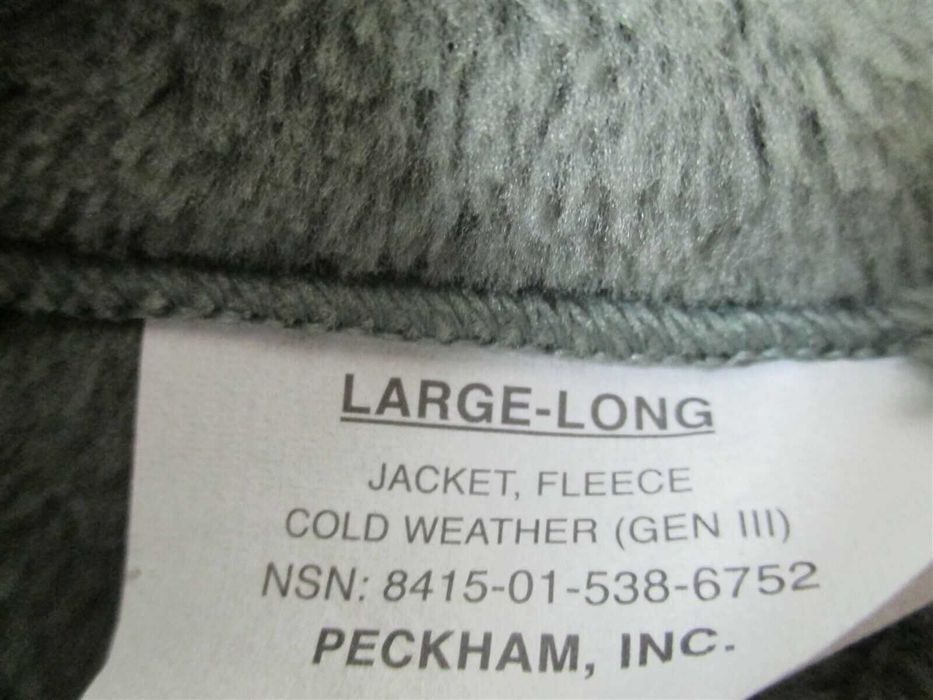 LARGE-LONG
JACKET, FLEECE
COLD WEATHER (GEN III)
NSN: 8415-01-538-6752
PECKHAM, INC.